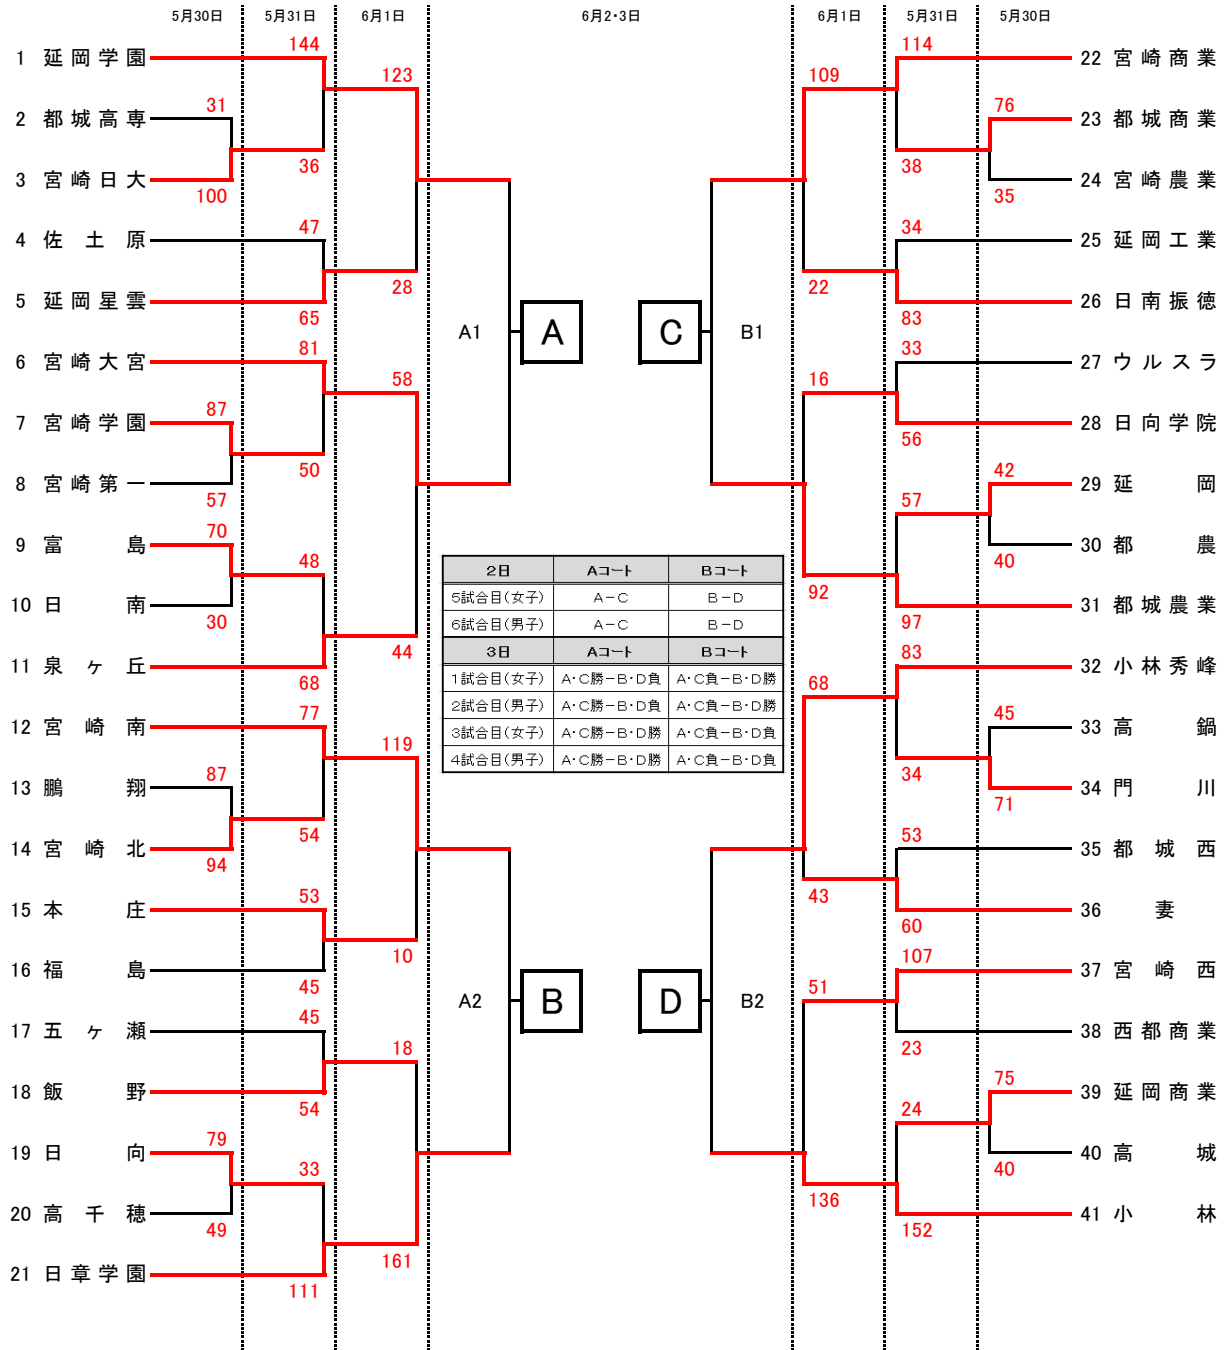 5月30日 5月31日 6月1日 6月2・3日 6月1日 5月31日 5月30日
1 延岡学園 144
123
2 都城高専 31
36
3 宮崎日大 100
4 佐土原 47
28
5 延岡星雲 65
6 宮崎大宮 81
58
7 宮崎学園 87
50
8 宮崎第一 57
9 富島 70
48
10 日南 30
44
11 泉ヶ丘 68
12 宮崎南 77
119
13 鵬翔 87
54
14 宮崎北 94
15 本庄 53
10
16 福島 45
17 五ヶ瀬 45
18
18 飯野 54
19 日向 79
33
20 高千穂 49
161
21 日章学園 111
A1 A
A2 B
C B1
D B2
2日 Aコート Bコート
5試合目(女子) A-C B-D
6試合目(男子) A-C B-D
3日 Aコート Bコート
1試合目(女子) A・C勝-B・D負 A・C負-B・D勝
2試合目(男子) A・C勝-B・D負 A・C負-B・D勝
3試合目(女子) A・C勝-B・D勝 A・C負-B・D負
4試合目(男子) A・C勝-B・D勝 A・C負-B・D負
114 22 宮崎商業
109
76 23 都城商業
38
35 24 宮崎農業
34 25 延岡工業
22
83 26 日南振徳
33 27 ウルスラ
16
56 28 日向学院
42 29 延岡
57
40 30 都農
92
97 31 都城農業
83 32 小林秀峰
68
45 33 高鍋
34
71 34 門川
53 35 都城西
43
60 36 妻
107 37 宮崎西
51
23 38 西都商業
75 39 延岡商業
24
40 40 高城
136
152 41 小林